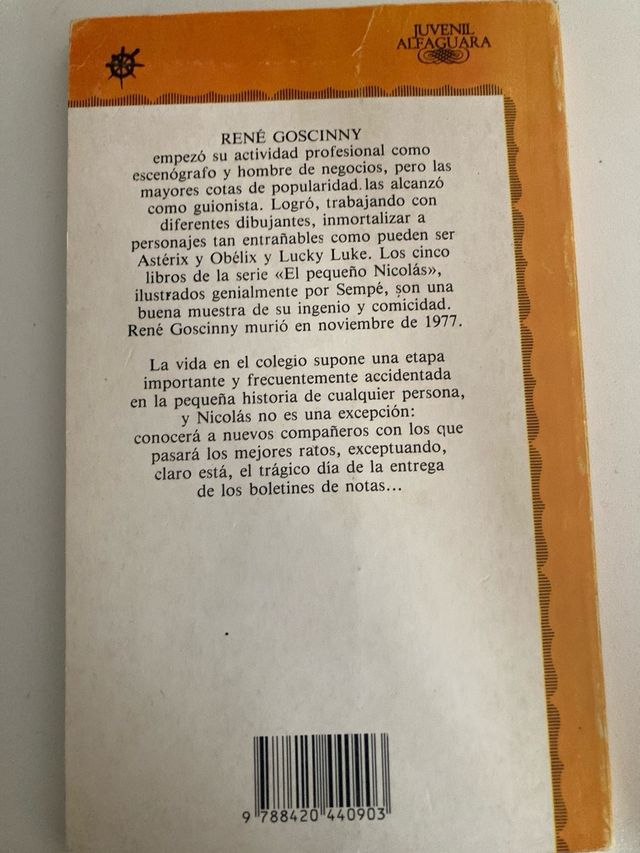 JUVENIL
ALFAGUARA
RENÉ GOSCINNY
empezó su actividad profesional como
escenógrafo y hombre de negocios, pero las
mayores cotas de popularidad las alcanzó
como guionista. Logró, trabajando con
diferentes dibujantes, inmortalizar a
personajes tan entrañables como pueden ser
Astérix y Obélix y Lucky Luke. Los cinco
libros de la serie «El pequeño Nicolás»,
ilustrados genialmente por Sempé, son una
buena muestra de su ingenio y comicidad.
René Goscinny murió en noviembre de 1977.
La vida en el colegio supone una etapa
importante y frecuentemente accidentada
en la pequeña historia de cualquier persona,
y Nicolás no es una excepción:
conocerá a nuevos compañeros con los que
pasará los mejores ratos, exceptuando,
claro está, el trágico día de la entrega
de los boletines de notas...
9 788420 440903